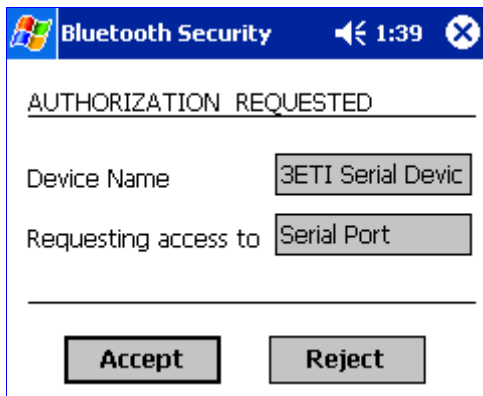 Bluetooth Security 1:39
AUTHORIZATION REQUESTED
Device Name 3ETI Serial Devic
Requesting access to Serial Port
Accept Reject